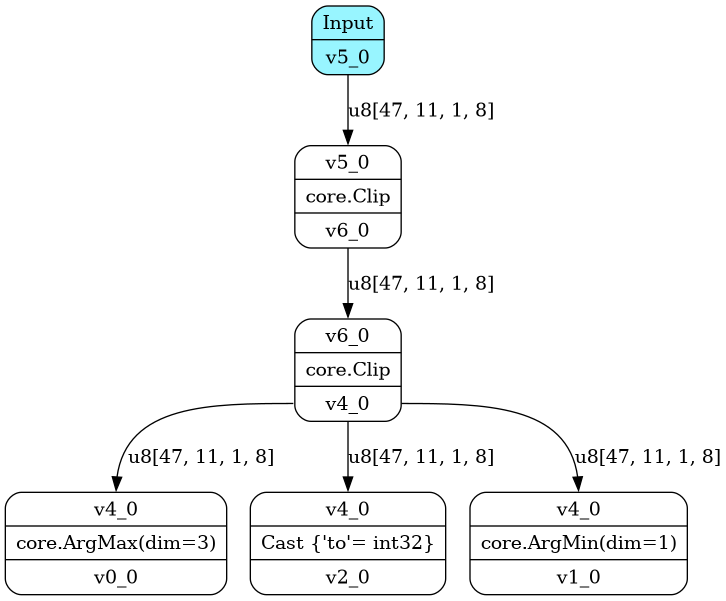 Input
v5_0
u8[47, 11, 1, 8]
v5_0
core.Clip
v6_0
u8[47, 11, 1, 8]
v6_0
core.Clip
v4_0
u8[47, 11, 1, 8]
u8[47, 11, 1, 8]
u8[47, 11, 1, 8]
v4_0
core.ArgMax(dim=3)
v0_0
v4_0
Cast {'to'= int32}
v2_0
v4_0
core.ArgMin(dim=1)
v1_0